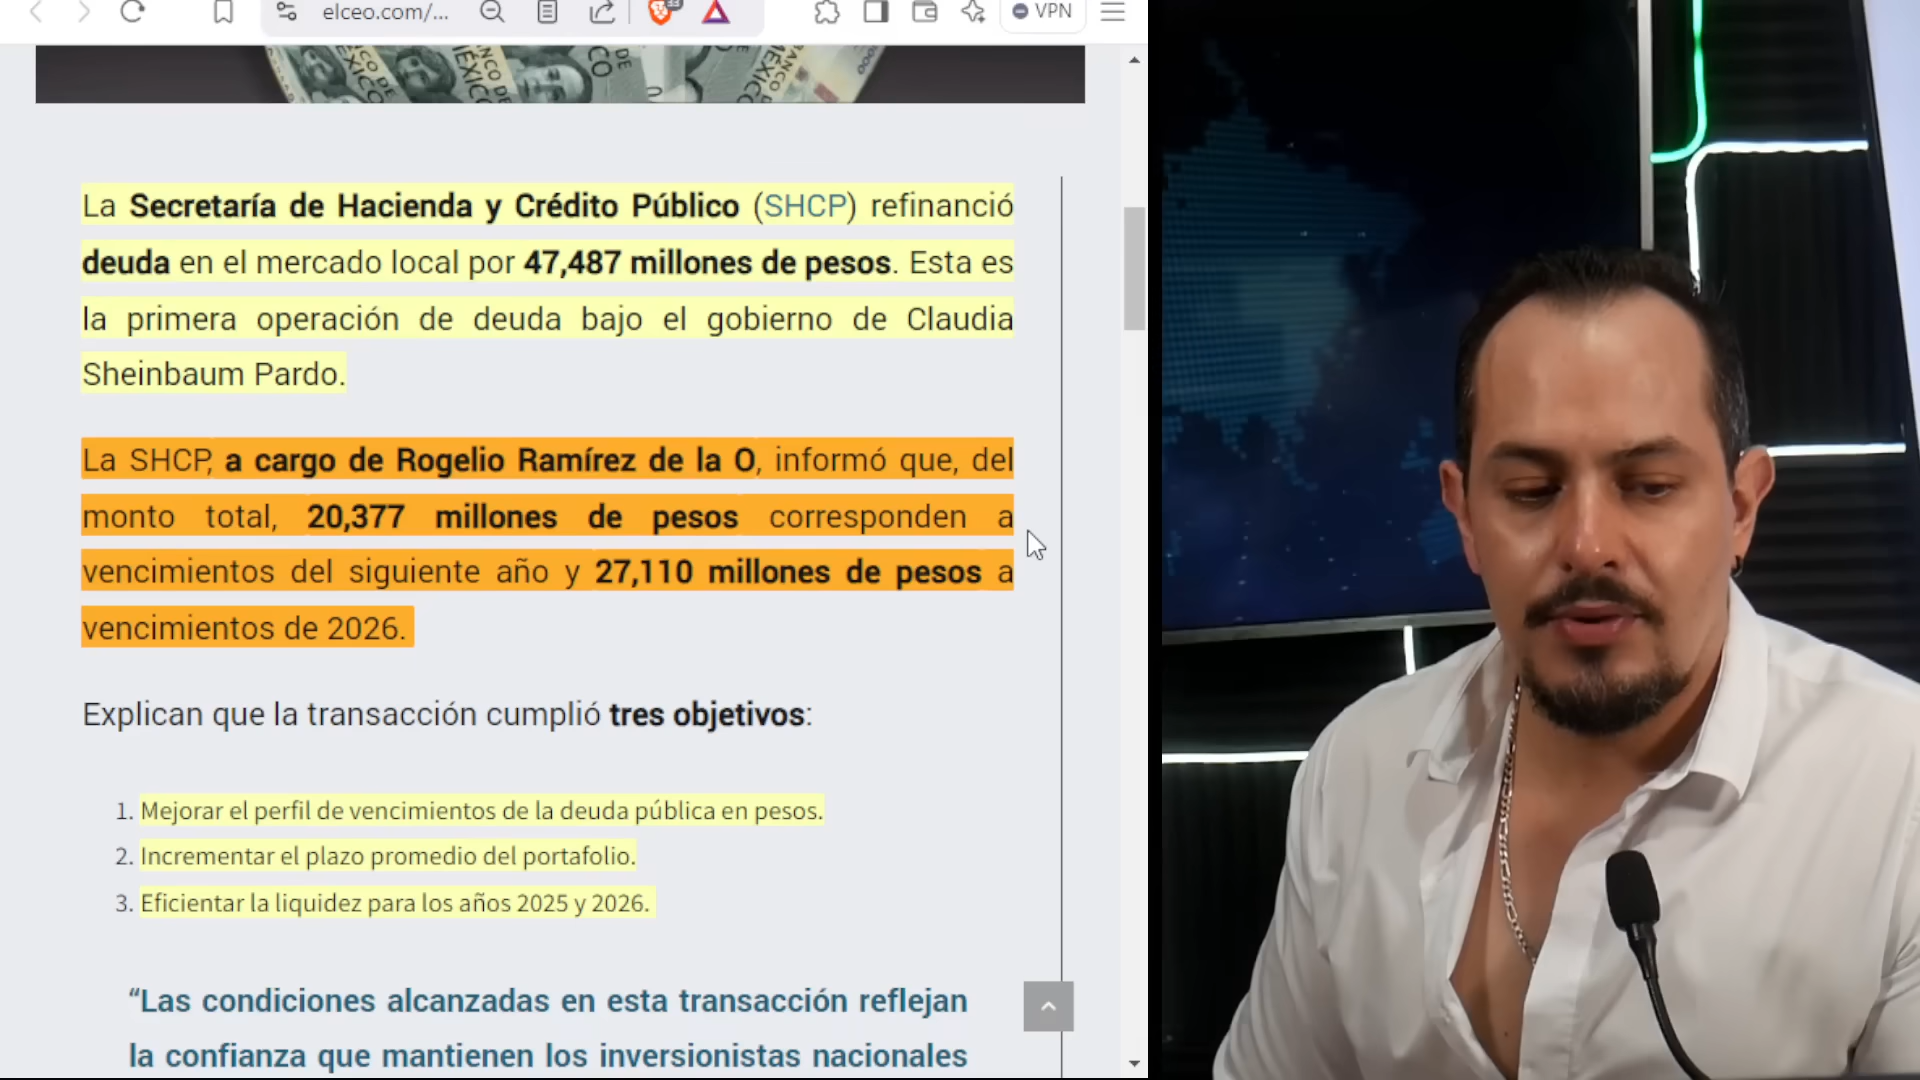 elceo.com/...
VPN
La Secretaría de Hacienda y Crédito Público (SHCP) refinanció
deuda en el mercado local por 47,487 millones de pesos. Esta es
la primera operación de deuda bajo el gobierno de Claudia
Sheinbaum Pardo.
La SHCP, a cargo de Rogelio Ramírez de la O, informó que, del
monto total, 20,377 millones de pesos corresponden a
vencimientos del siguiente año y 27,110 millones de pesos a
vencimientos de 2026.
Explican que la transacción cumplió tres objetivos:
1. Mejorar el perfil de vencimientos de la deuda pública en pesos.
2. Incrementar el plazo promedio del portafolio.
3. Eficientar la liquidez para los años 2025 y 2026.
“Las condiciones alcanzadas en esta transacción reflejan
la confianza que mantienen los inversionistas nacionales